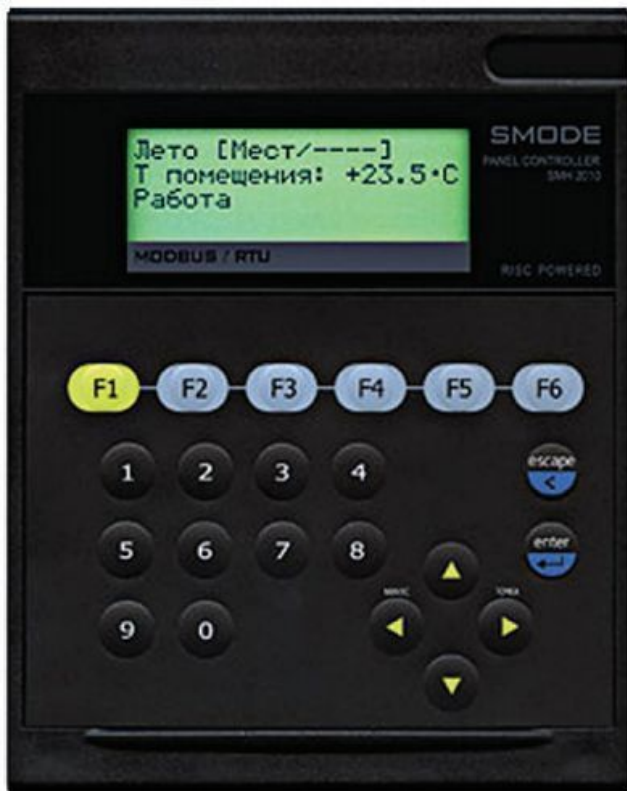 Лето [Мест/----]
Т помещения: +23.5·С
Работа
MODBUS / RTU
SMODE
PANEL CONTROLLER
SMH 2010
RISC POWERED
F1 F2 F3 F4 F5 F6
1 2 3 4
escape
<
5 6 7 8
enter
9 0